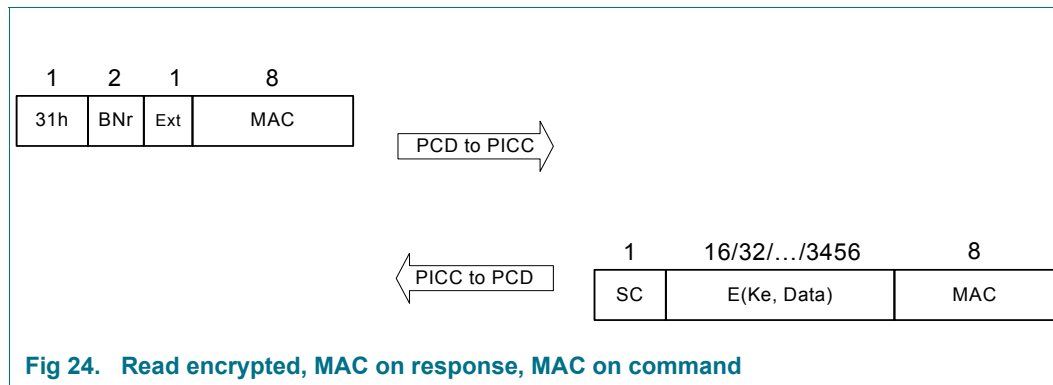 1 2 1 8
31h BNr Ext MAC
PCD to PICC
1 16/32/…/3456 8
PICC to PCD
SC E(Ke, Data) MAC
Fig 24. Read encrypted, MAC on response, MAC on command